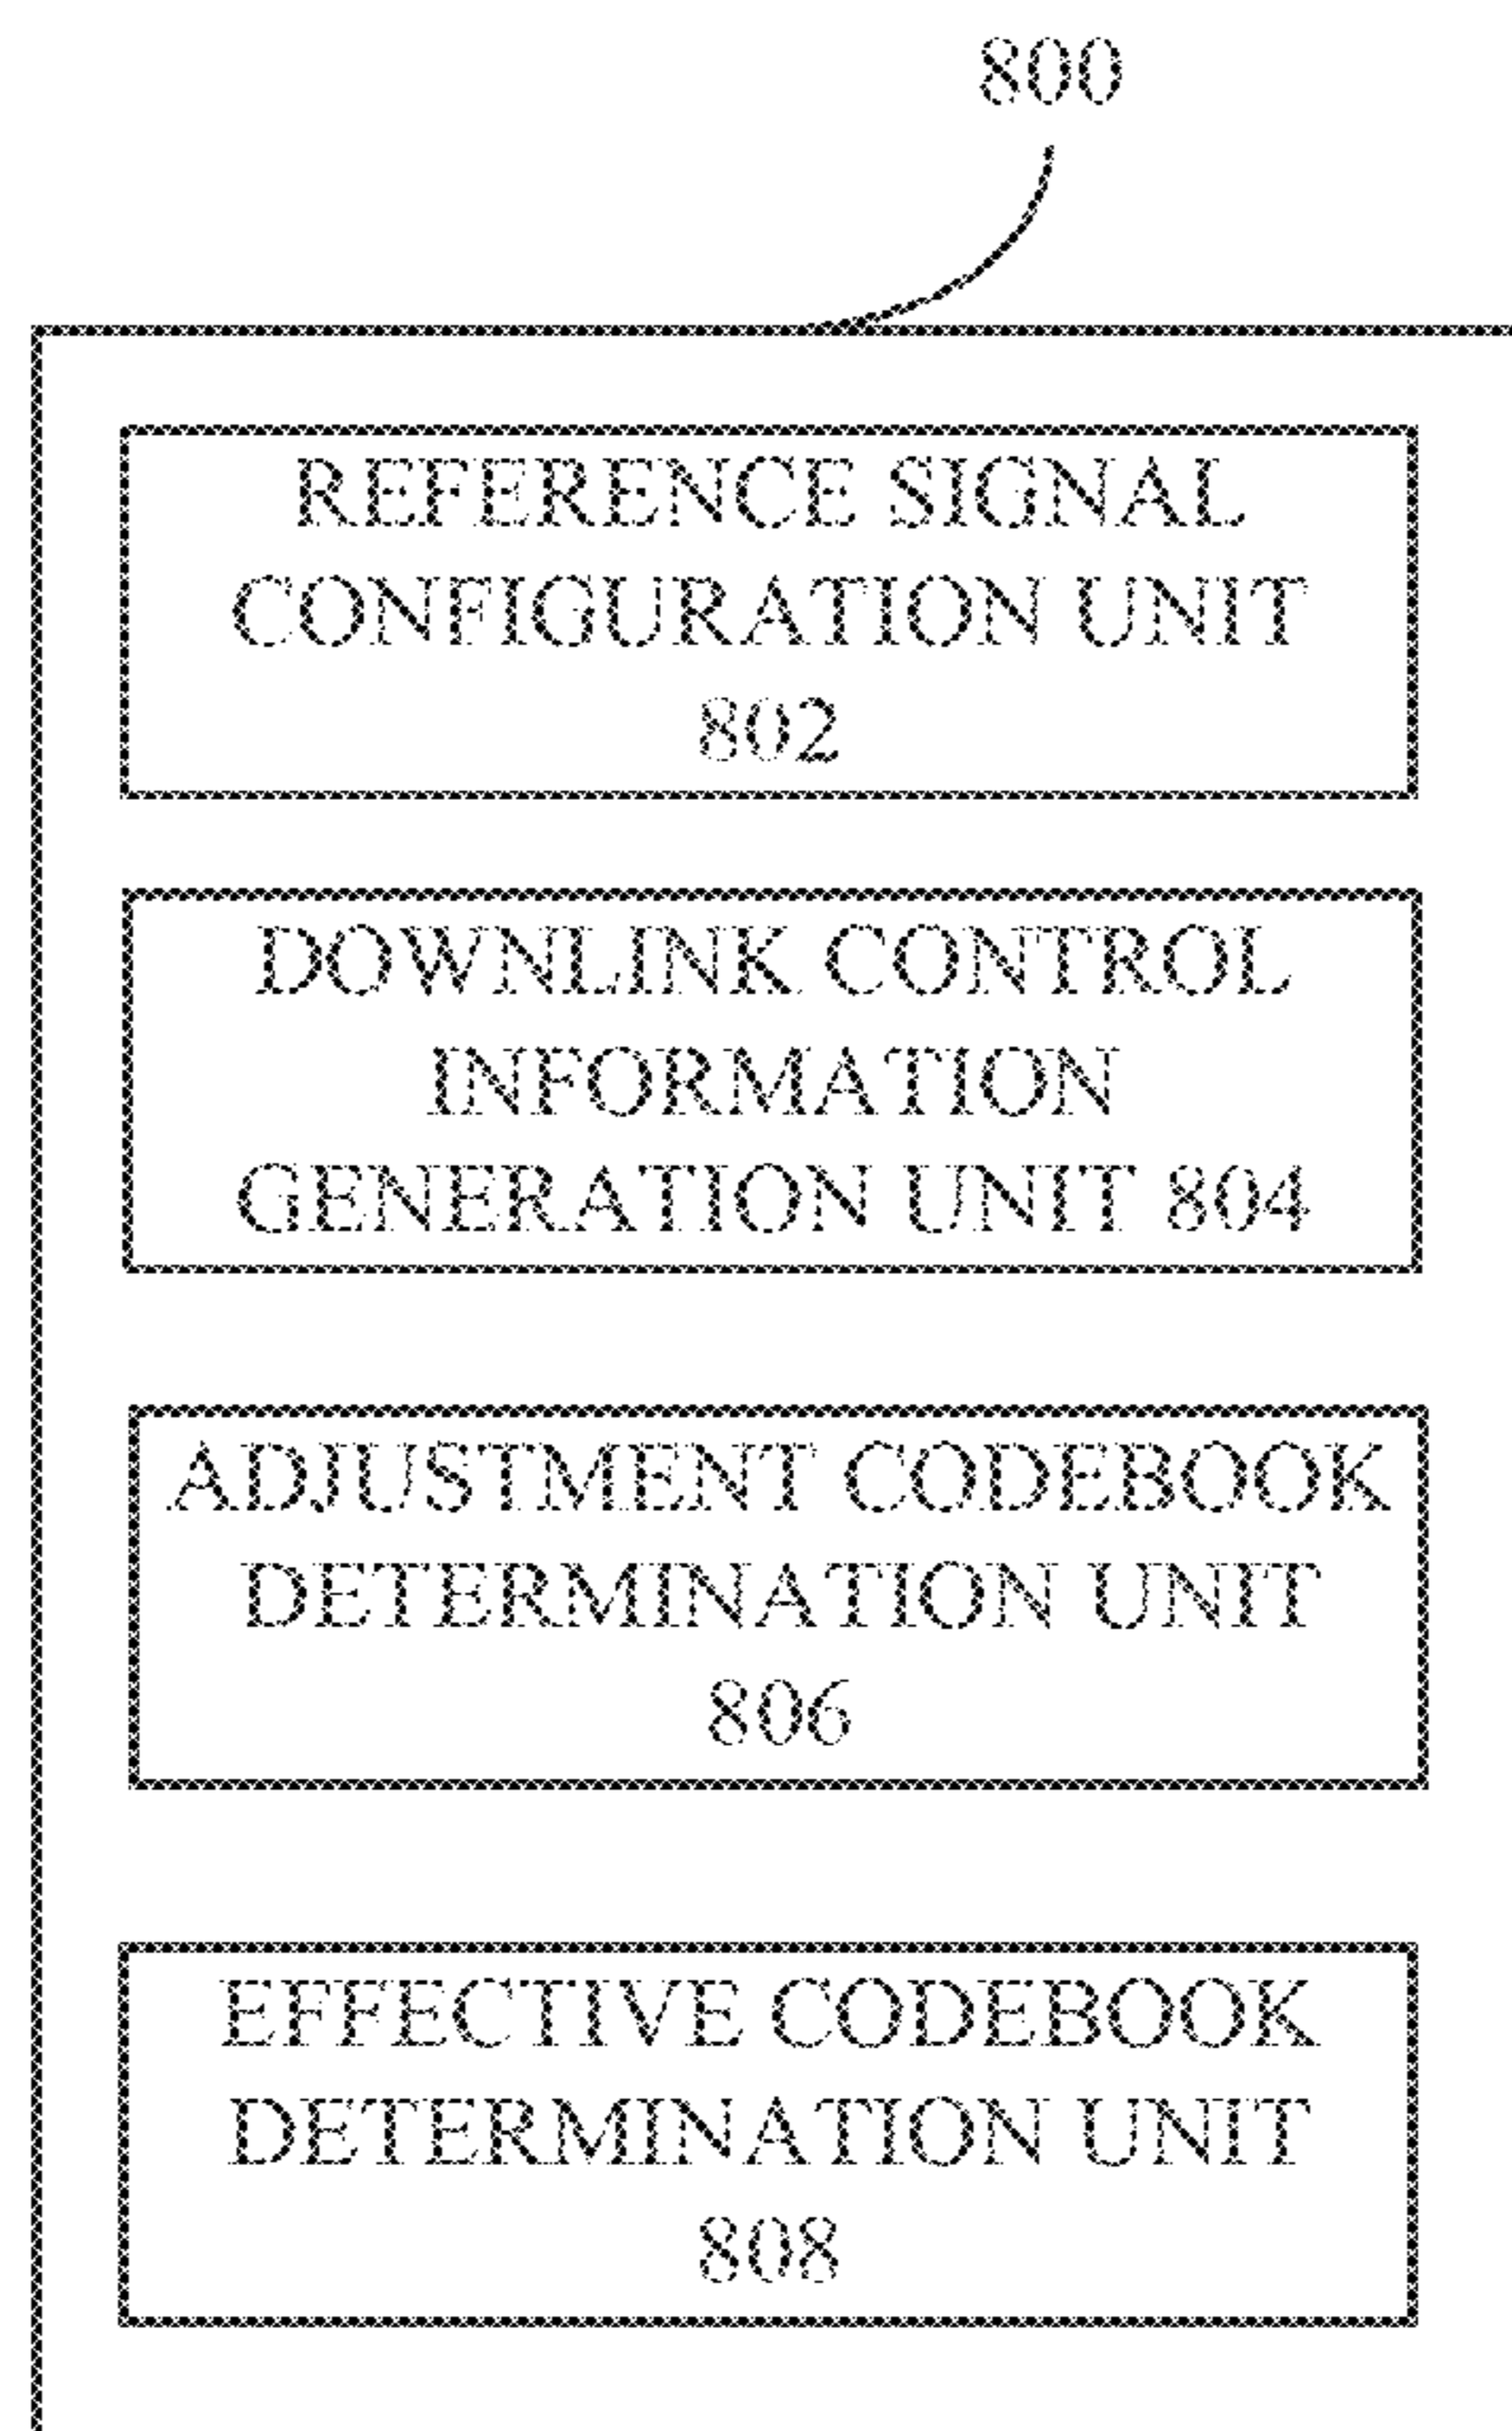 800
REFERENCE SIGNAL
CONFIGURATION UNIT
802
DOWNLINK CONTROL
INFORMATION
GENERATION UNIT 804
ADJUSTMENT CODEBOOK
DETERMINATION UNIT
806
EFFECTIVE CODEBOOK
DETERMINATION UNIT
808